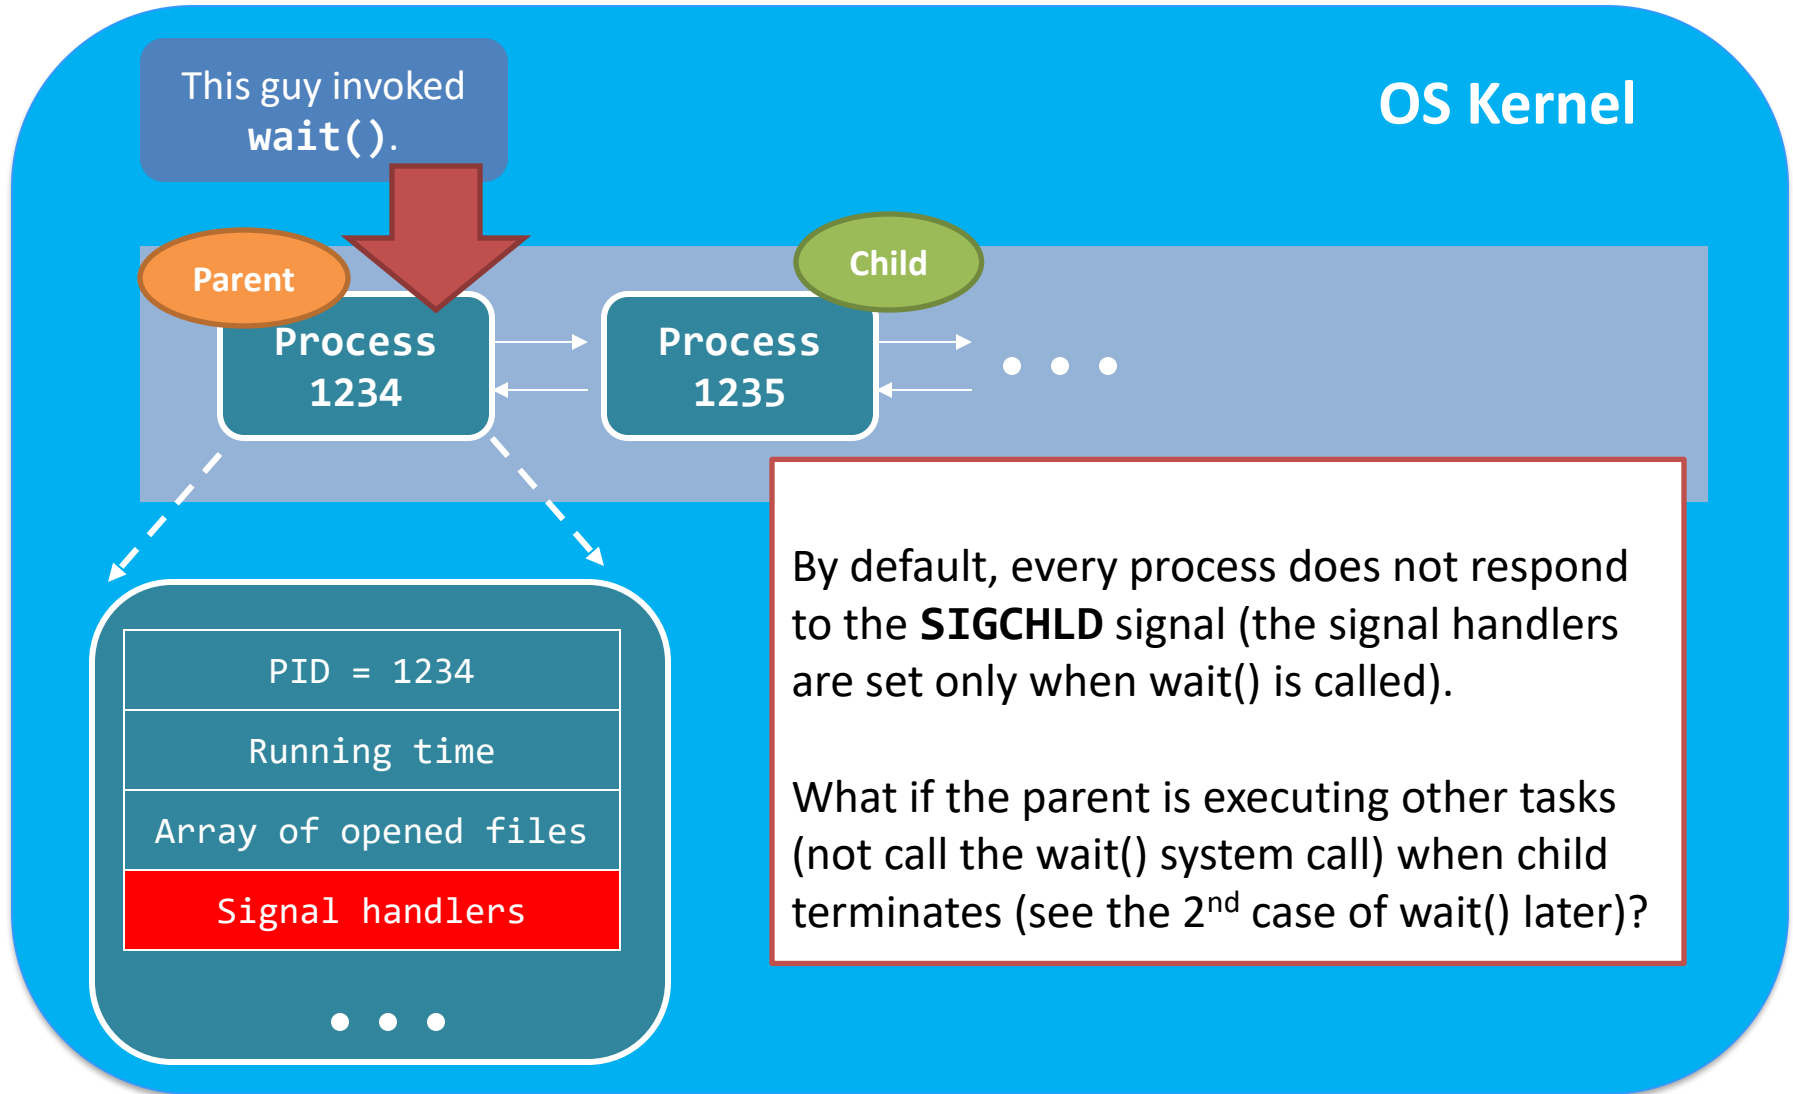 This guy invoked
wait().
OS Kernel
Parent
Child
Process
1234
Process
1235
PID = 1234
Running time
Array of opened files
Signal handlers
By default, every process does not respond
to the SIGCHLD signal (the signal handlers
are set only when wait() is called).
What if the parent is executing other tasks
(not call the wait() system call) when child
terminates (see the 2nd case of wait() later)?